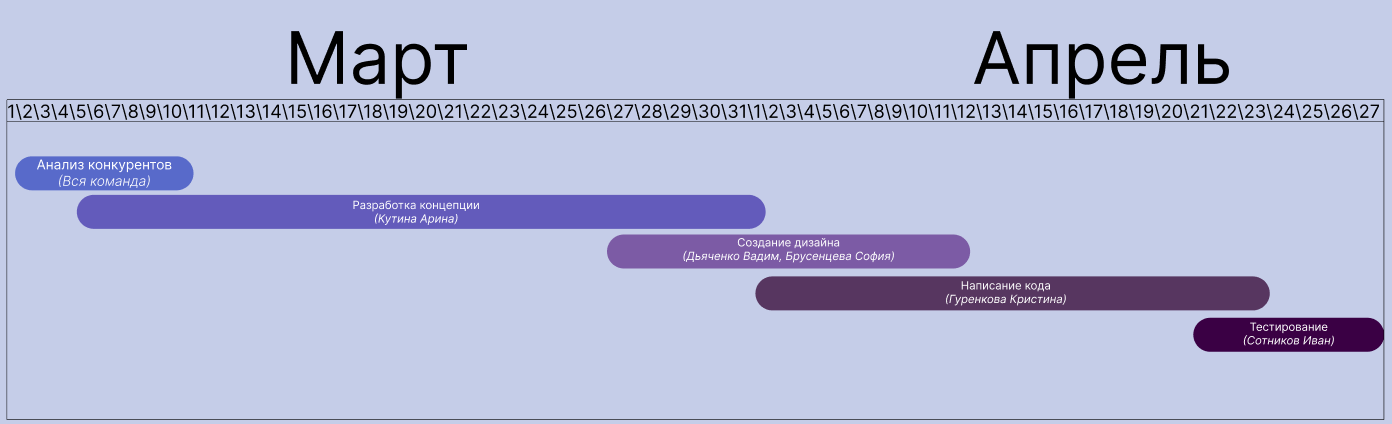 Март Апрель
1\2\3\4\5\6\7\8\9\10\11\12\13\14\15\16\17\18\19\20\21\22\23\24\25\26\27\28\29\30\31\1\2\3\4\5\6\7\8\9\10\11\12\13\14\15\16\17\18\19\20\21\22\23\24\25\26\27
Анализ конкурентов
(Вся команда)
Разработка концепции
(Кутина Арина)
Создание дизайна
(Дьяченко Вадим, Брусенцева София)
Написание кода
(Гуренкова Кристина)
Тестирование
(Сотников Иван)